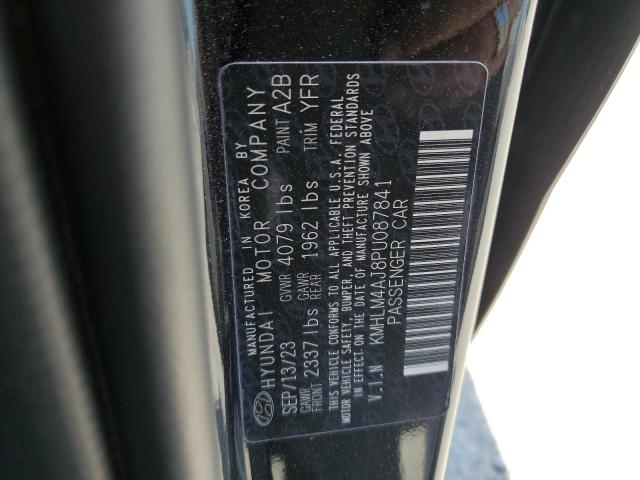 MANUFACTURED IN KOREA BY
HYUNDAI MOTOR COMPANY
SEP/13/23 GVWR 4079 lbs PAINT A2B
GAWR FRONT 2337 lbs GAWR REAR 1962 lbs TRIM YFR
THIS VEHICLE CONFORMS TO ALL APPLICABLE U.S.A. FEDERAL
MOTOR VEHICLE SAFETY, BUMPER, AND THEFT PREVENTION STANDARDS
IN EFFECT ON THE DATE OF MANUFACTURE SHOWN ABOVE
V.I.N KMHLM4AJ8PU087841
PASSENGER CAR